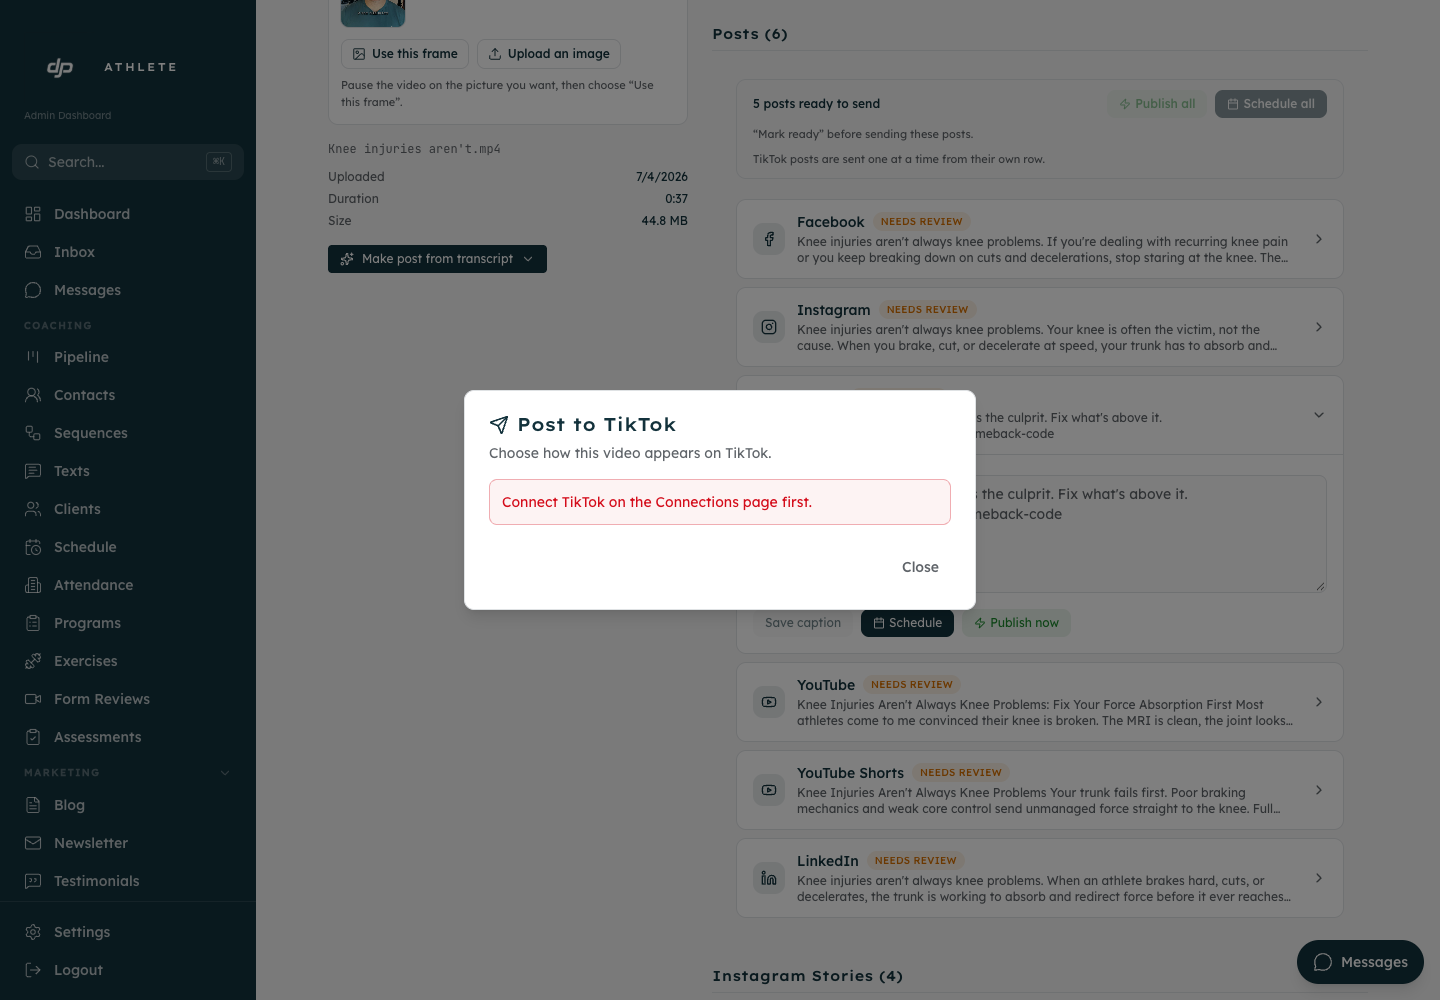 dp ATHLETE
Admin Dashboard
Search... ⌘K
Dashboard
Inbox
Messages
COACHING
Pipeline
Contacts
Sequences
Texts
Clients
Schedule
Attendance
Programs
Exercises
Form Reviews
Assessments
MARKETING
Blog
Newsletter
Testimonials
Settings
Logout
Use this frame
Upload an image
Pause the video on the picture you want, then choose “Use
this frame”.
Knee injuries aren't.mp4
Uploaded 7/4/2026
Duration 0:37
Size 44.8 MB
Make post from transcript
Posts (6)
5 posts ready to send
Publish all
Schedule all
“Mark ready” before sending these posts.
TikTok posts are sent one at a time from their own row.
Facebook NEEDS REVIEW
Knee injuries aren't always knee problems. If you're dealing with recurring knee pain
or you keep breaking down on cuts and decelerations, stop staring at the knee. The…
Instagram NEEDS REVIEW
Knee injuries aren't always knee problems. Your knee is often the victim, not the
cause. When you brake, cut, or decelerate at speed, your trunk has to absorb and…
s the culprit. Fix what's above it.
meback-code
s the culprit. Fix what's above it.
meback-code
Post to TikTok
Choose how this video appears on TikTok.
Connect TikTok on the Connections page first.
Close
Save caption
Schedule
Publish now
YouTube NEEDS REVIEW
Knee Injuries Aren't Always Knee Problems: Fix Your Force Absorption First Most
athletes come to me convinced their knee is broken. The MRI is clean, the joint looks…
YouTube Shorts NEEDS REVIEW
Knee Injuries Aren't Always Knee Problems Your trunk fails first. Poor braking
mechanics and weak core control send unmanaged force straight to the knee. Full…
LinkedIn NEEDS REVIEW
Knee injuries aren't always knee problems. When an athlete brakes hard, cuts, or
decelerates, the trunk is working to absorb and redirect force before it ever reaches…
Instagram Stories (4)
Messages